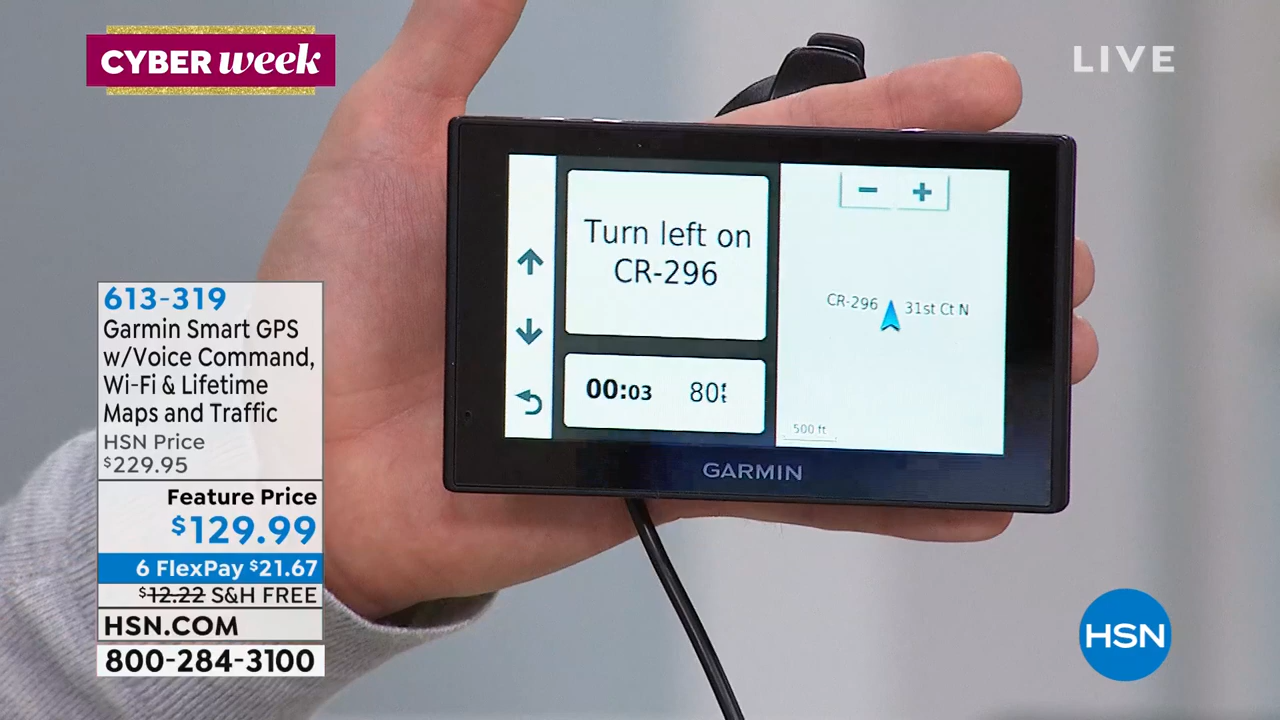 CYBER week
LIVE
Turn left on
CR-296
00:03 80ft
CR-296 31st Ct N
500 ft
GARMIN
613-319
Garmin Smart GPS
w/Voice Command,
Wi-Fi & Lifetime
Maps and Traffic
HSN Price
$229.95
Feature Price
$129.99
6 FlexPay $21.67
$12.22 S&H FREE
HSN.COM
800-284-3100
HSN